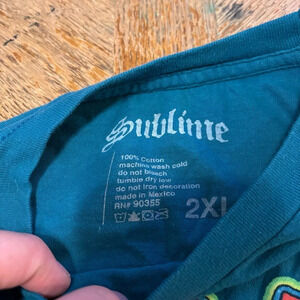 Sublime
100% Cotton
machine wash cold
do not bleach
tumble dry low
do not iron decoration
made in Mexico
RN# 90355
2XL